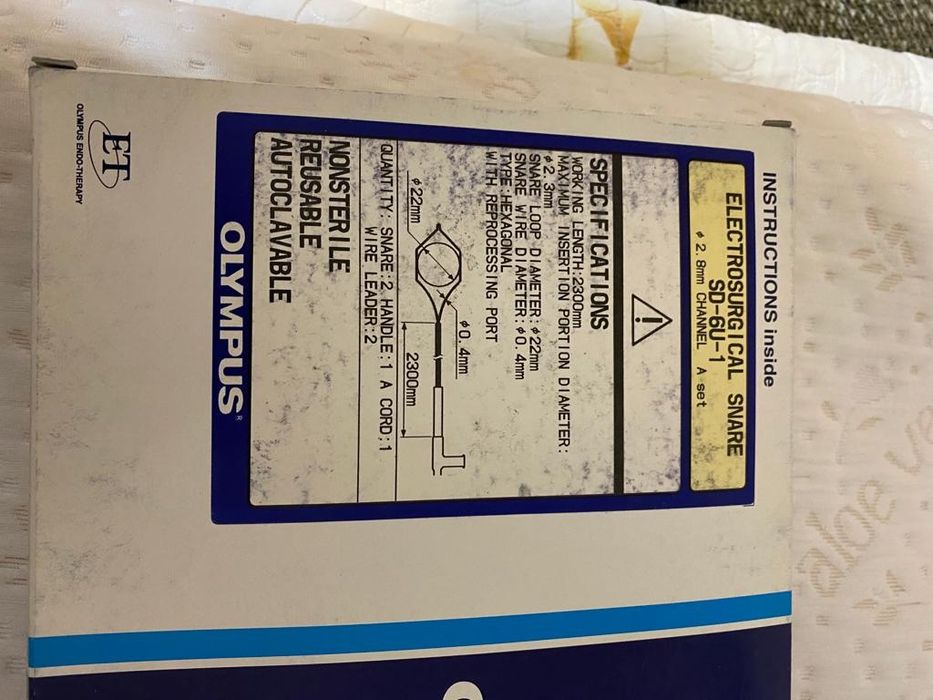 INSTRUCTIONS inside
ELECTROSURGICAL SNARE
SD-6U-1
φ2.8mm CHANNEL A set
SPECIFICATIONS
WORKING LENGTH:2300mm
MAXIMUM INSERTION PORTION DIAMETER:
φ2.3mm
SNARE LOOP DIAMETER:φ22mm
SNARE WIRE DIAMETER:φ0.4mm
TYPE:HEXAGONAL
WITH REPROCESSING PORT
φ0.4mm
φ22mm
2300mm
QUANTITY: SNARE:2 HANDLE:1 A CORD:1
WIRE LEADER:2
NONSTERILE
REUSABLE
AUTOCLAVABLE
OLYMPUS®
ET
OLYMPUS ENDO-THERAPY
aloe ve